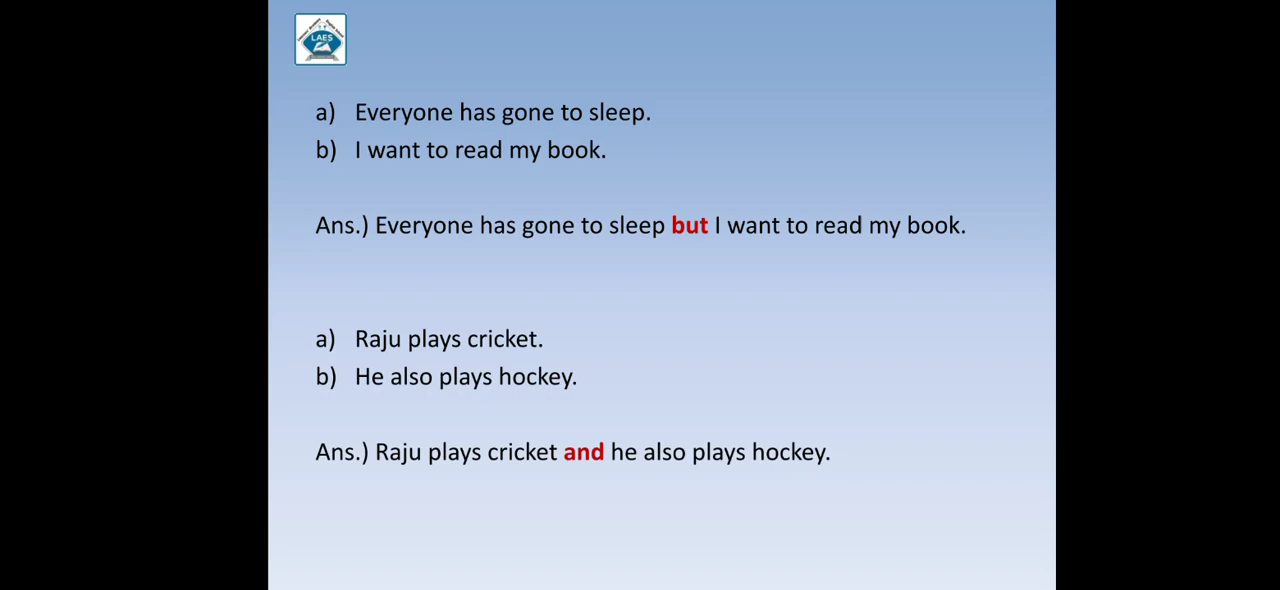 LAES
a) Everyone has gone to sleep.
b) I want to read my book.
Ans.) Everyone has gone to sleep but I want to read my book.
a) Raju plays cricket.
b) He also plays hockey.
Ans.) Raju plays cricket and he also plays hockey.